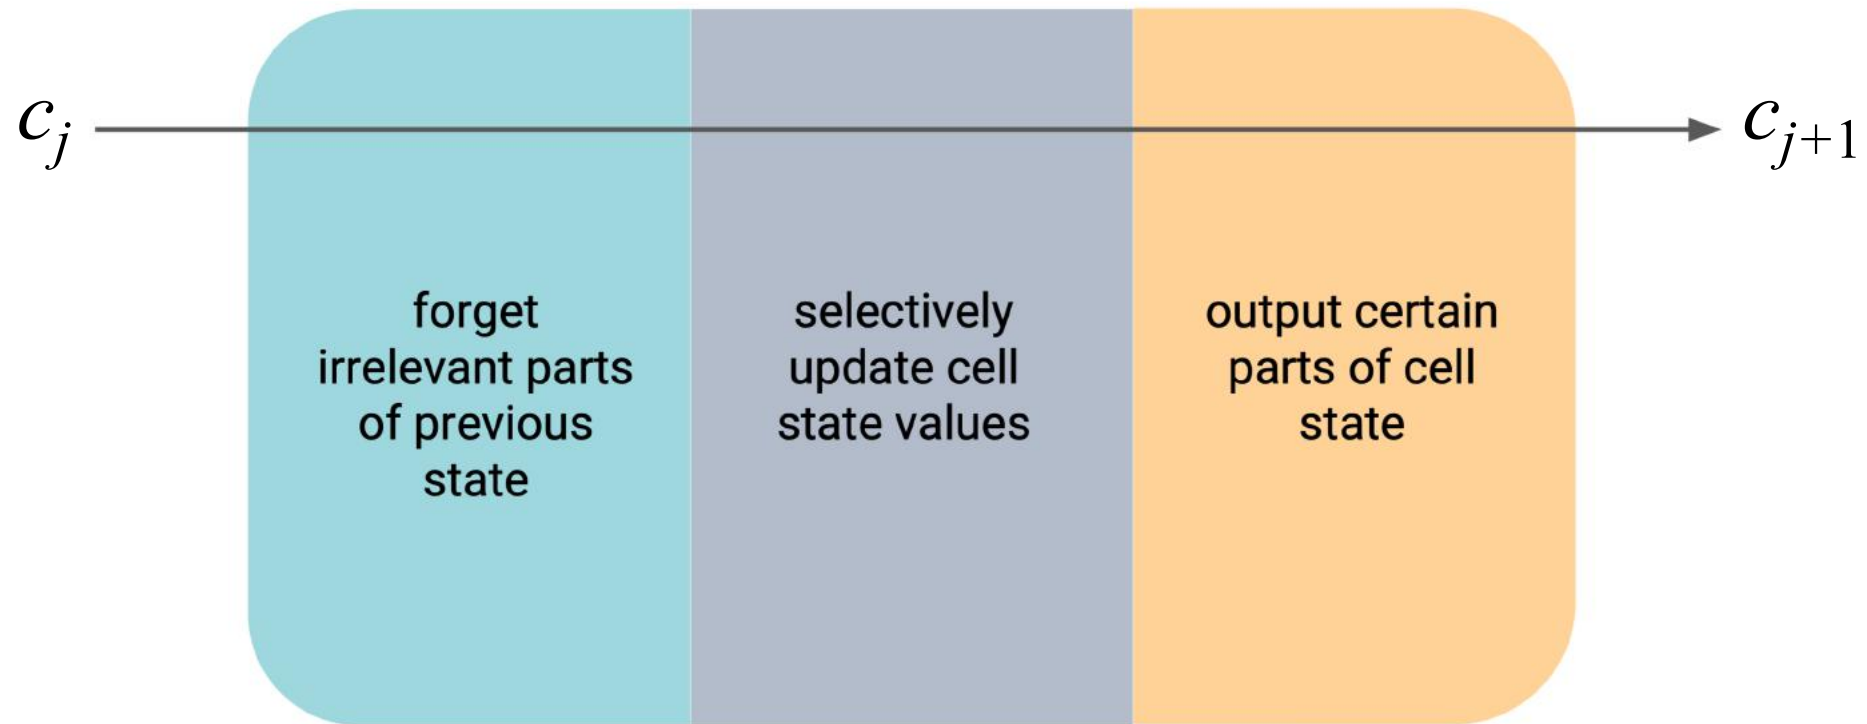 c_j
c_{j+1}
forget
irrelevant parts
of previous
state
selectively
update cell
state values
output certain
parts of cell
state